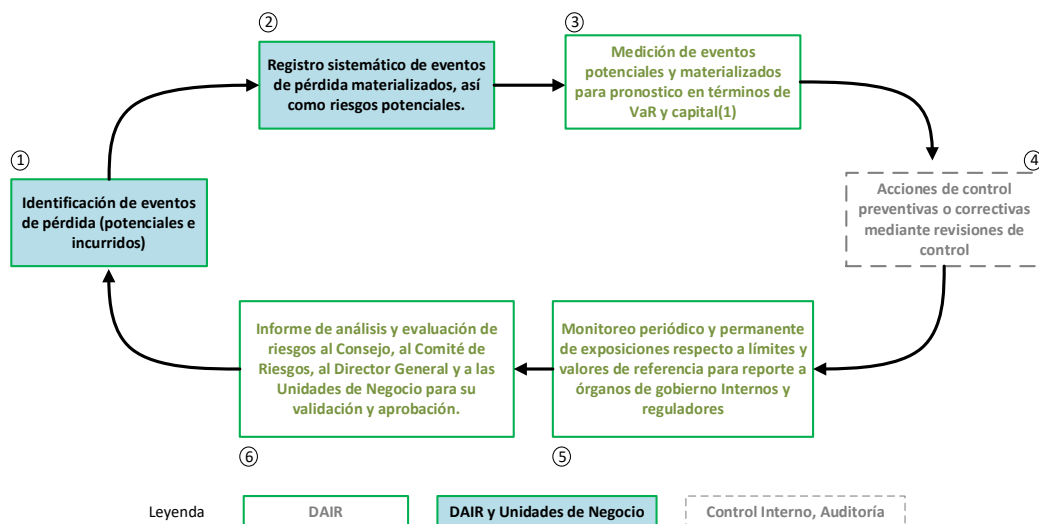 ②
Registro sistemático de eventos
de pérdida materializados, así
como riesgos potenciales.
③
Medición de eventos
potenciales y materializados
para pronostico en términos de
VaR y capital(1)
①
Identificación de eventos
de pérdida (potenciales e
incurridos)
④
Acciones de control
preventivas o correctivas
mediante revisiones de
control
Informe de análisis y evaluación de
riesgos al Consejo, al Comité de
Riesgos, al Director General y a las
Unidades de Negocio para su
validación y aprobación.
⑥
Monitoreo periódico y permanente
de exposiciones respecto a límites y
valores de referencia para reporte a
órganos de gobierno Internos y
reguladores
⑤
Leyenda
DAIR
DAIR y Unidades de Negocio
Control Interno, Auditoría